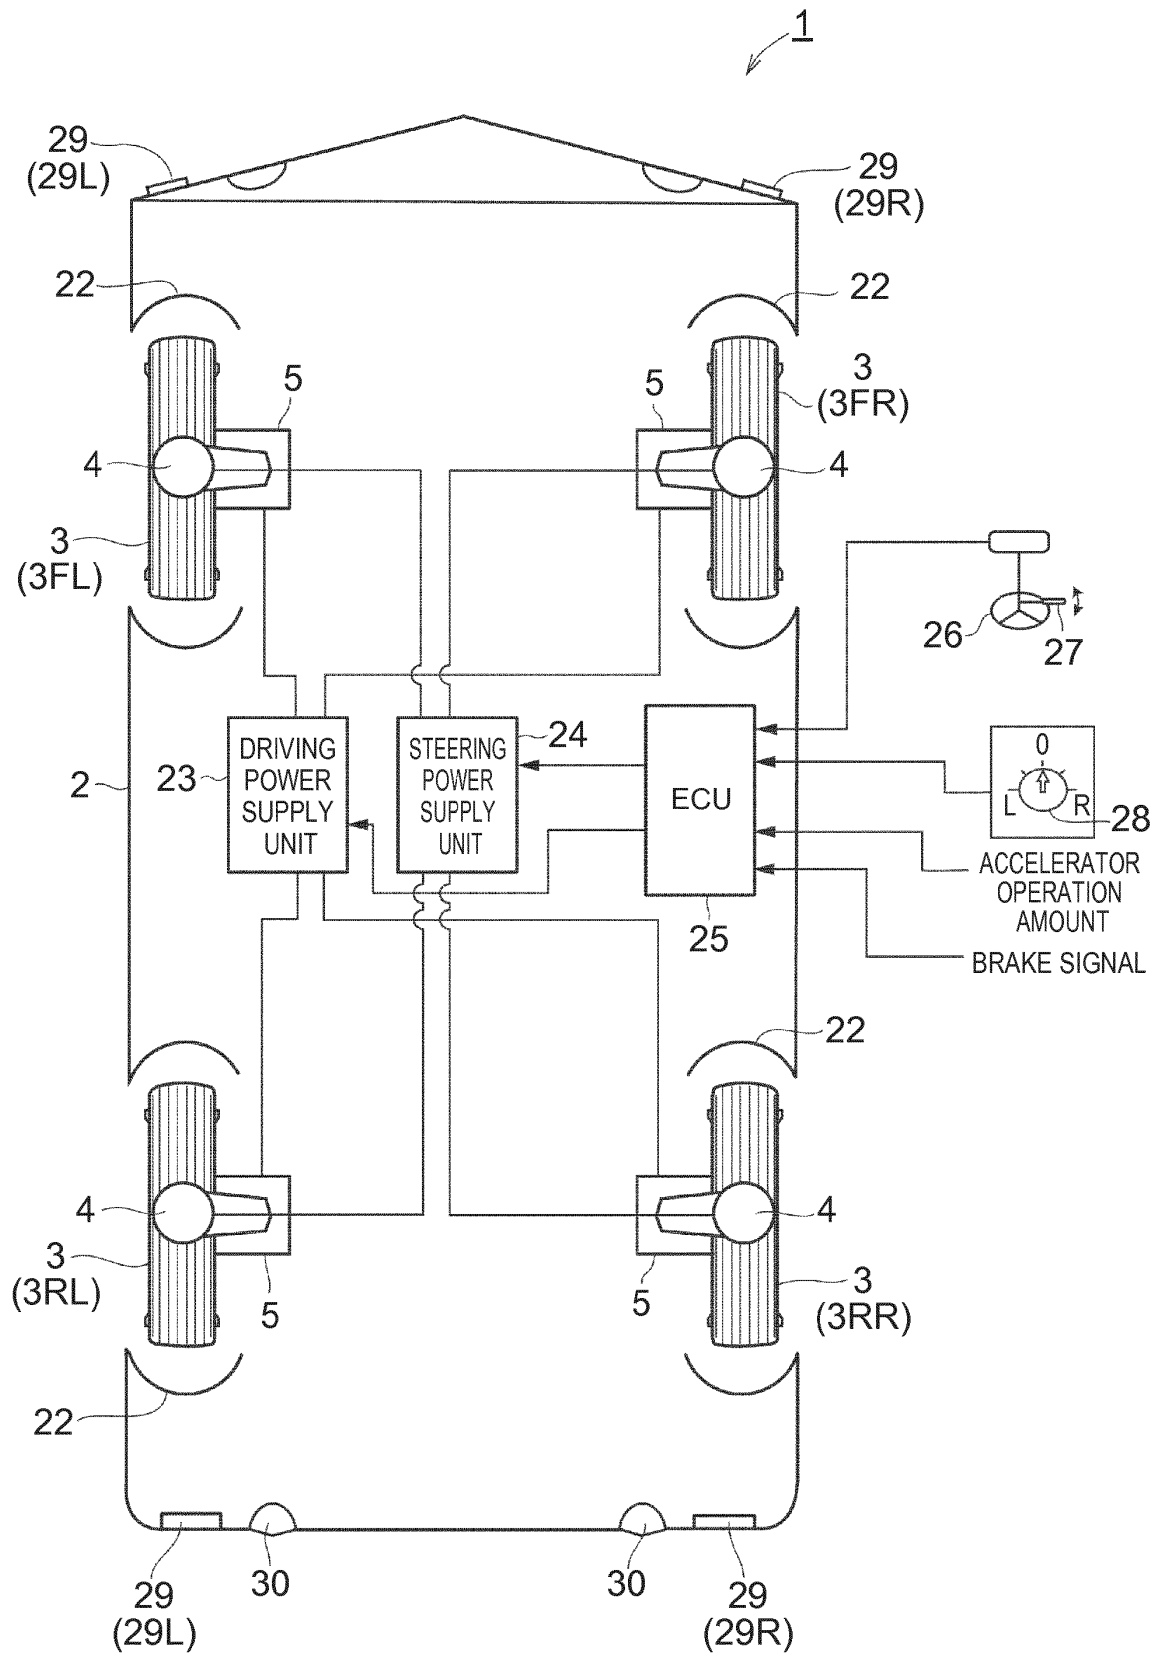 1
29
(29L)
29
(29R)
22
22
5
5
3
(3FR)
4
4
3
(3FL)
26
27
2
23
DRIVING
POWER
SUPPLY
UNIT
STEERING
POWER
SUPPLY
UNIT
24
ECU
25
0
L
R
28
ACCELERATOR
OPERATION
AMOUNT
BRAKE SIGNAL
22
4
4
3
(3RL)
5
5
3
(3RR)
22
30
30
29
(29L)
29
(29R)